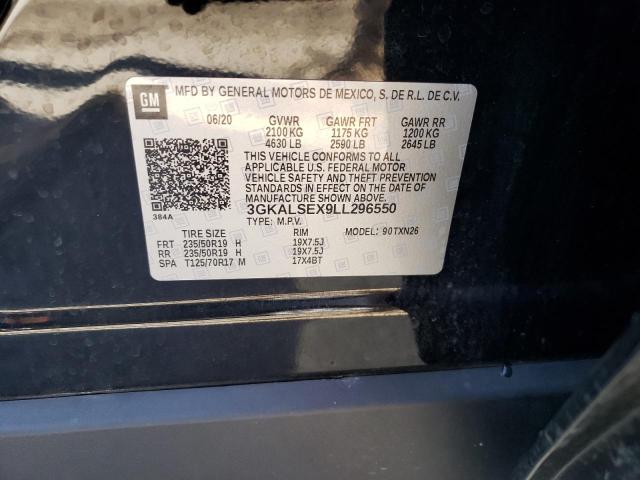 GM
MFD BY GENERAL MOTORS DE MEXICO, S. DE R.L. DE C.V.
06/20 GVWR GAWR FRT GAWR RR
2100 KG 1175 KG 1200 KG
4630 LB 2590 LB 2645 LB
THIS VEHICLE CONFORMS TO ALL
APPLICABLE U.S. FEDERAL MOTOR
VEHICLE SAFETY AND THEFT PREVENTION
STANDARDS IN EFFECT ON THE DATE OF
MANUFACTURE SHOWN ABOVE.
3GKALSEX9LL296550
384A
TYPE: M.P.V.
TIRE SIZE RIM MODEL: 90TXN26
FRT 235/50R19 H 19X7.5J
RR 235/50R19 H 19X7.5J
SPA T125/70R17 M 17X4BT